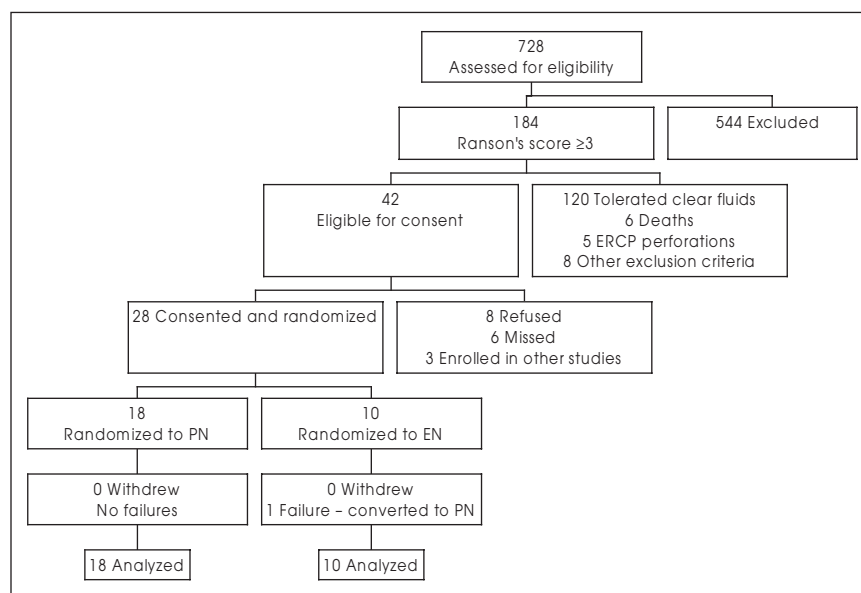 728
Assessed for eligibility
184
Ranson's score ≥3
544 Excluded
42
Eligible for consent
120 Tolerated clear fluids
6 Deaths
5 ERCP perforations
8 Other exclusion criteria
28 Consented and randomized
8 Refused
6 Missed
3 Enrolled in other studies
18
Randomized to PN
10
Randomized to EN
0 Withdrew
No failures
0 Withdrew
1 Failure – converted to PN
18 Analyzed
10 Analyzed